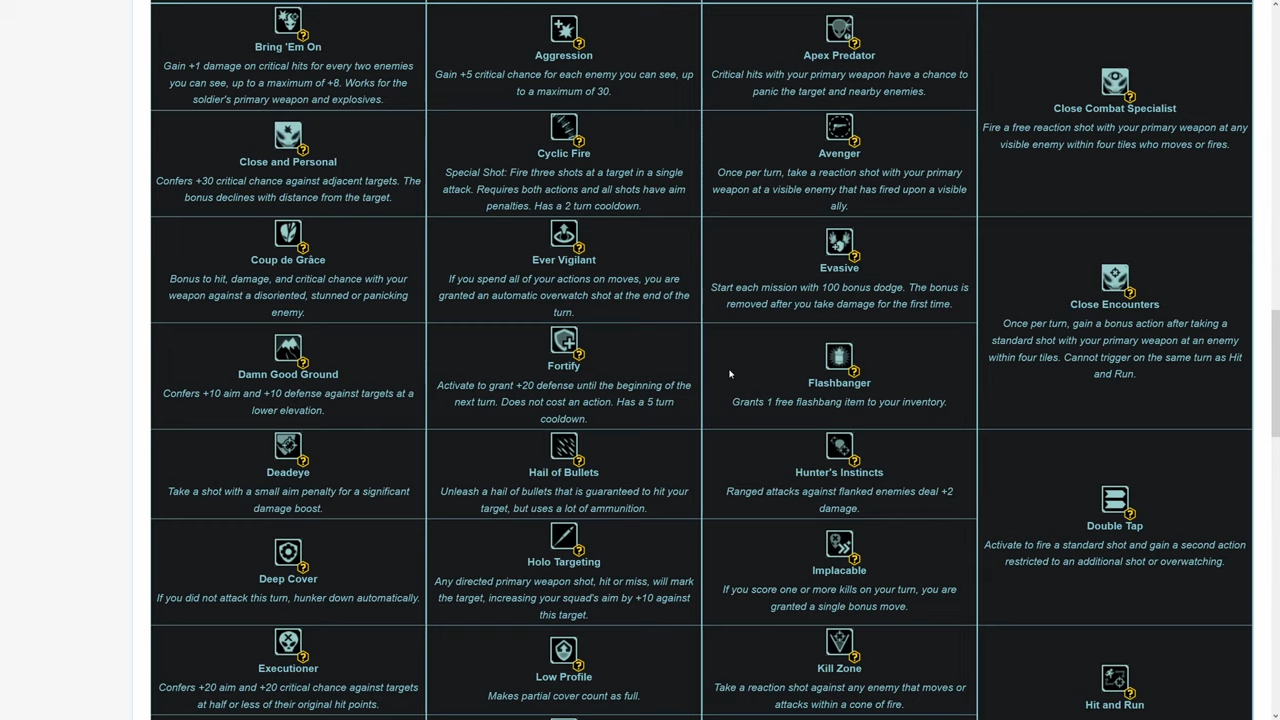 Bring 'Em On
Gain +1 damage on critical hits for every two enemies
you can see, up to a maximum of +8. Works for the
soldier's primary weapon and explosives.
Aggression
Gain +5 critical chance for each enemy you can see, up
to a maximum of 30.
Apex Predator
Critical hits with your primary weapon have a chance to
panic the target and nearby enemies.
Close Combat Specialist
Fire a free reaction shot with your primary weapon at any
visible enemy within four tiles who moves or fires.
Close and Personal
Confers +30 critical chance against adjacent targets. The
bonus declines with distance from the target.
Cyclic Fire
Special Shot: Fire three shots at a target in a single
attack. Requires both actions and all shots have aim
penalties. Has a 2 turn cooldown.
Avenger
Once per turn, take a reaction shot with your primary
weapon at a visible enemy that has fired upon a visible
ally.
Coup de Grâce
Bonus to hit, damage, and critical chance with your
weapon against a disoriented, stunned or panicking
enemy.
Ever Vigilant
If you spend all of your actions on moves, you are
granted an automatic overwatch shot at the end of the
turn.
Evasive
Start each mission with 100 bonus dodge. The bonus is
removed after you take damage for the first time.
Close Encounters
Once per turn, gain a bonus action after taking a
standard shot with your primary weapon at an enemy
within four tiles. Cannot trigger on the same turn as Hit
and Run.
Damn Good Ground
Confers +10 aim and +10 defense against targets at a
lower elevation.
Fortify
Activate to grant +20 defense until the beginning of the
next turn. Does not cost an action. Has a 5 turn
cooldown.
Flashbanger
Grants 1 free flashbang item to your inventory.
Deadeye
Take a shot with a small aim penalty for a significant
damage boost.
Hail of Bullets
Unleash a hail of bullets that is guaranteed to hit your
target, but uses a lot of ammunition.
Hunter's Instincts
Ranged attacks against flanked enemies deal +2
damage.
Double Tap
Activate to fire a standard shot and gain a second action
restricted to an additional shot or overwatching.
Deep Cover
If you did not attack this turn, hunker down automatically.
Holo Targeting
Any directed primary weapon shot, hit or miss, will mark
the target, increasing your squad's aim by +10 against
this target.
Implacable
If you score one or more kills on your turn, you are
granted a single bonus move.
Executioner
Confers +20 aim and +20 critical chance against targets
at half or less of their original hit points.
Low Profile
Makes partial cover count as full.
Kill Zone
Take a reaction shot against any enemy that moves or
attacks within a cone of fire.
Hit and Run